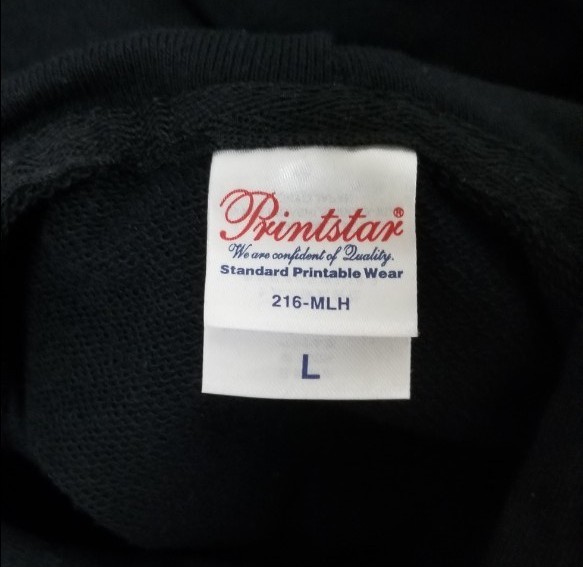 Printstar®
We are confident of Quality.
Standard Printable Wear
216-MLH
L